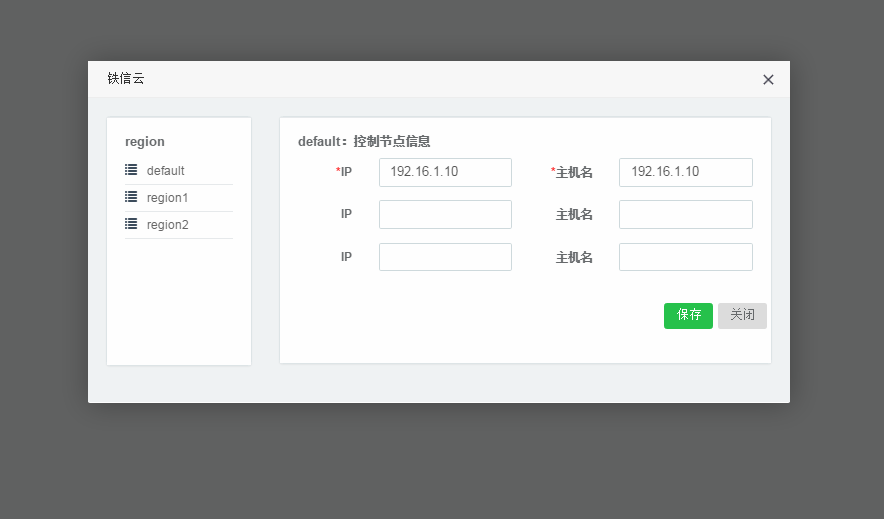 铁信云
region
default
region1
region2
default：控制节点信息
*IP 192.16.1.10 *主机名 192.16.1.10
IP 主机名
IP 主机名
保存 关闭